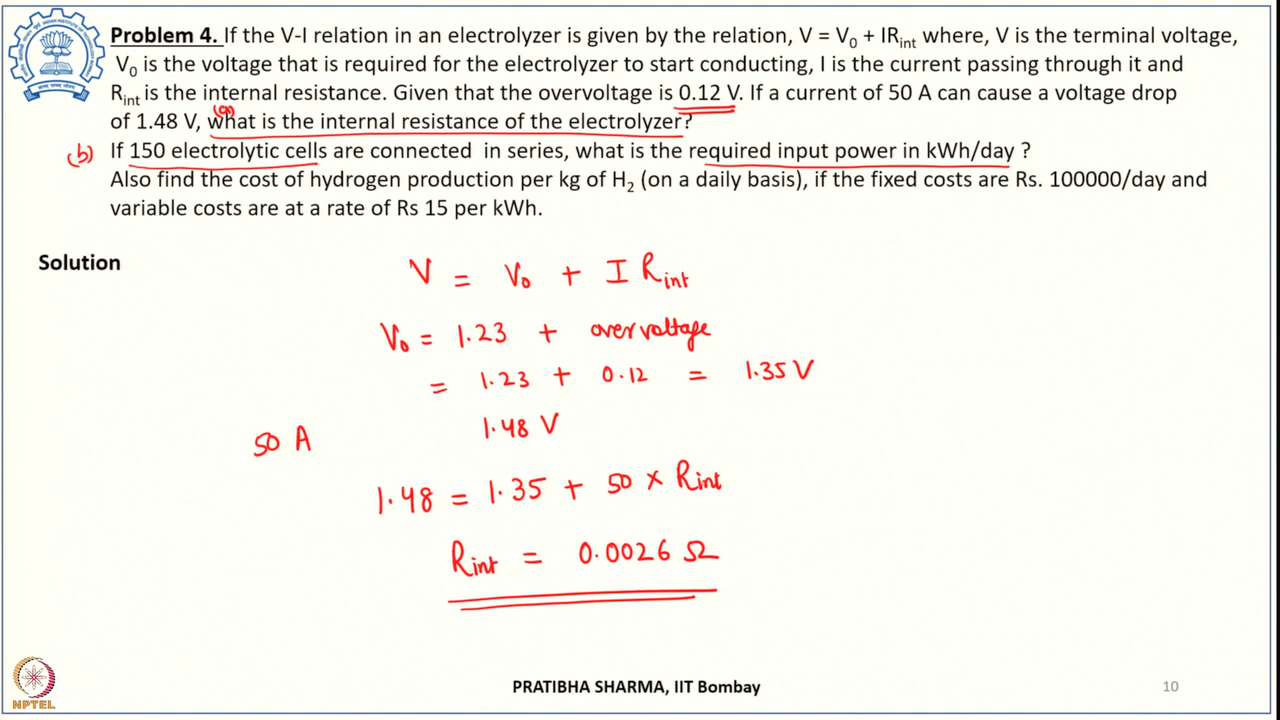 Problem 4. If the V-I relation in an electrolyzer is given by the relation, V = V₀ + IRᵢₙₜ where, V is the terminal voltage,
V₀ is the voltage that is required for the electrolyzer to start conducting, I is the current passing through it and
Rᵢₙₜ is the internal resistance. Given that the overvoltage is 0.12 V. If a current of 50 A can cause a voltage drop
(a)
of 1.48 V, what is the internal resistance of the electrolyzer?
(b) If 150 electrolytic cells are connected in series, what is the required input power in kWh/day ?
Also find the cost of hydrogen production per kg of H₂ (on a daily basis), if the fixed costs are Rs. 100000/day and
variable costs are at a rate of Rs 15 per kWh.
Solution
V = V₀ + I Rᵢₙₜ
V₀ = 1.23 + overvoltage
= 1.23 + 0.12 = 1.35 V
50 A 1.48 V
1.48 = 1.35 + 50 × Rᵢₙₜ
Rᵢₙₜ = 0.0026 Ω
NPTEL
PRATIBHA SHARMA, IIT Bombay
10